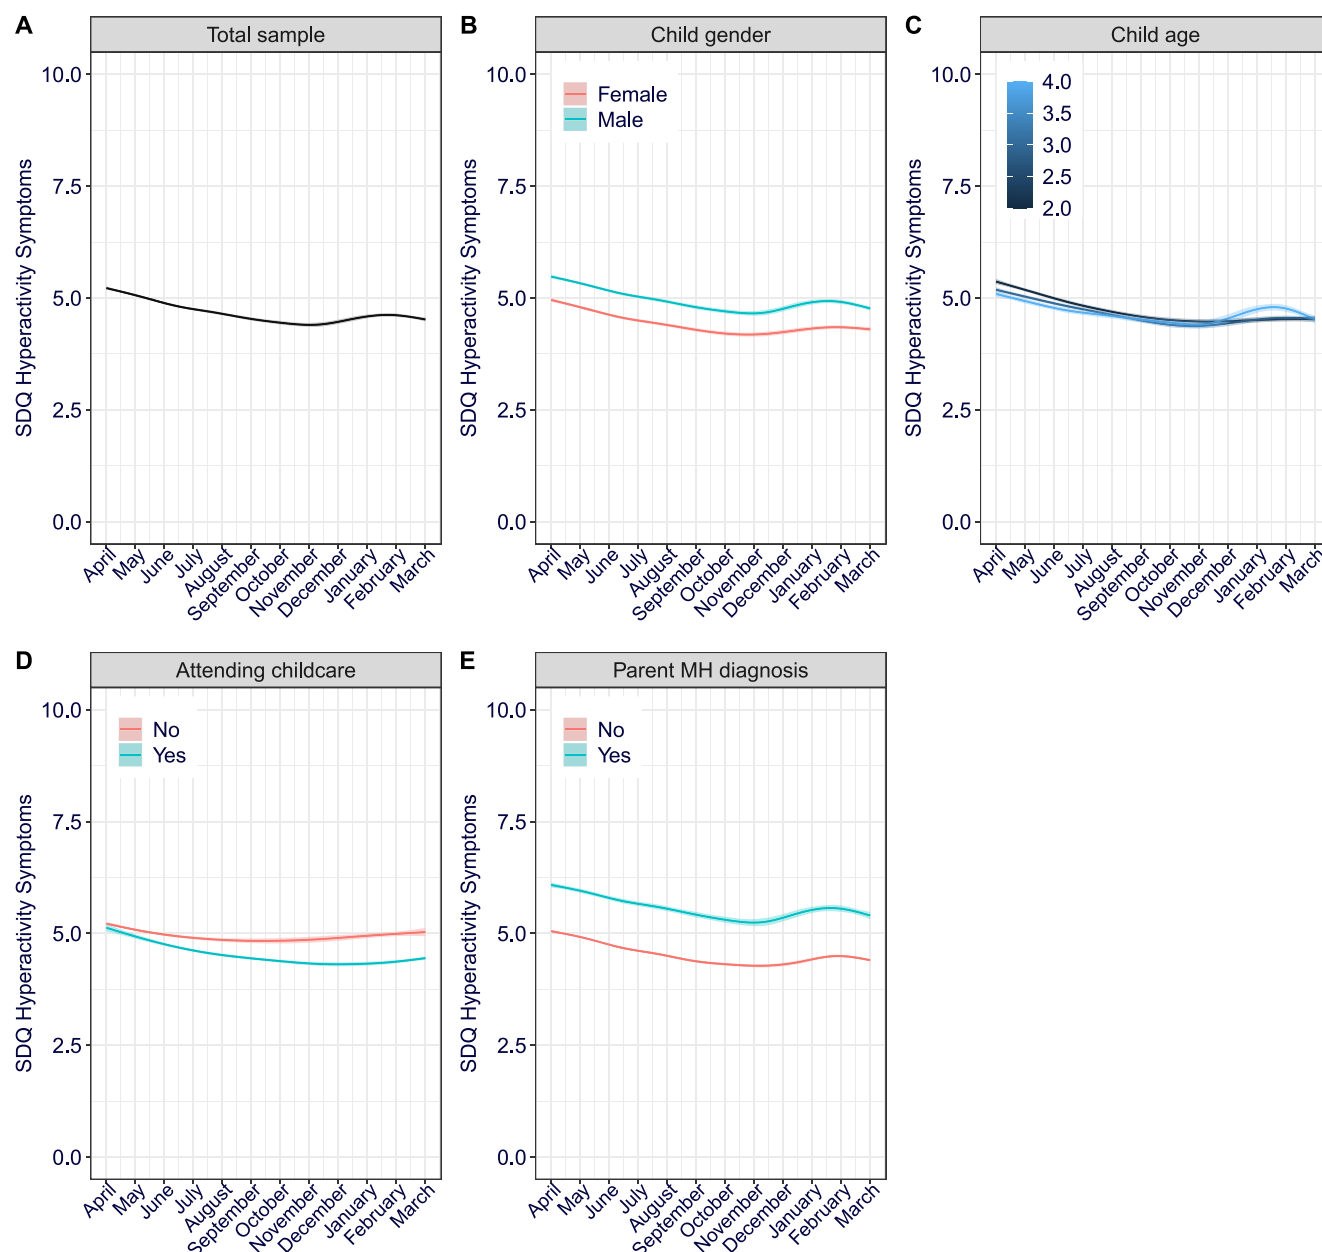 A
Total sample
SDQ Hyperactivity Symptoms
10.0
7.5
5.0
2.5
0.0
April
May
June
July
August
September
October
November
December
January
February
March
B
Child gender
SDQ Hyperactivity Symptoms
10.0
7.5
5.0
2.5
0.0
Female
Male
April
May
June
July
August
September
October
November
December
January
February
March
C
Child age
SDQ Hyperactivity Symptoms
10.0
7.5
5.0
2.5
0.0
4.0
3.5
3.0
2.5
2.0
April
May
June
July
August
September
October
November
December
January
February
March
D
Attending childcare
SDQ Hyperactivity Symptoms
10.0
7.5
5.0
2.5
0.0
No
Yes
April
May
June
July
August
September
October
November
December
January
February
March
E
Parent MH diagnosis
SDQ Hyperactivity Symptoms
10.0
7.5
5.0
2.5
0.0
No
Yes
April
May
June
July
August
September
October
November
December
January
February
March